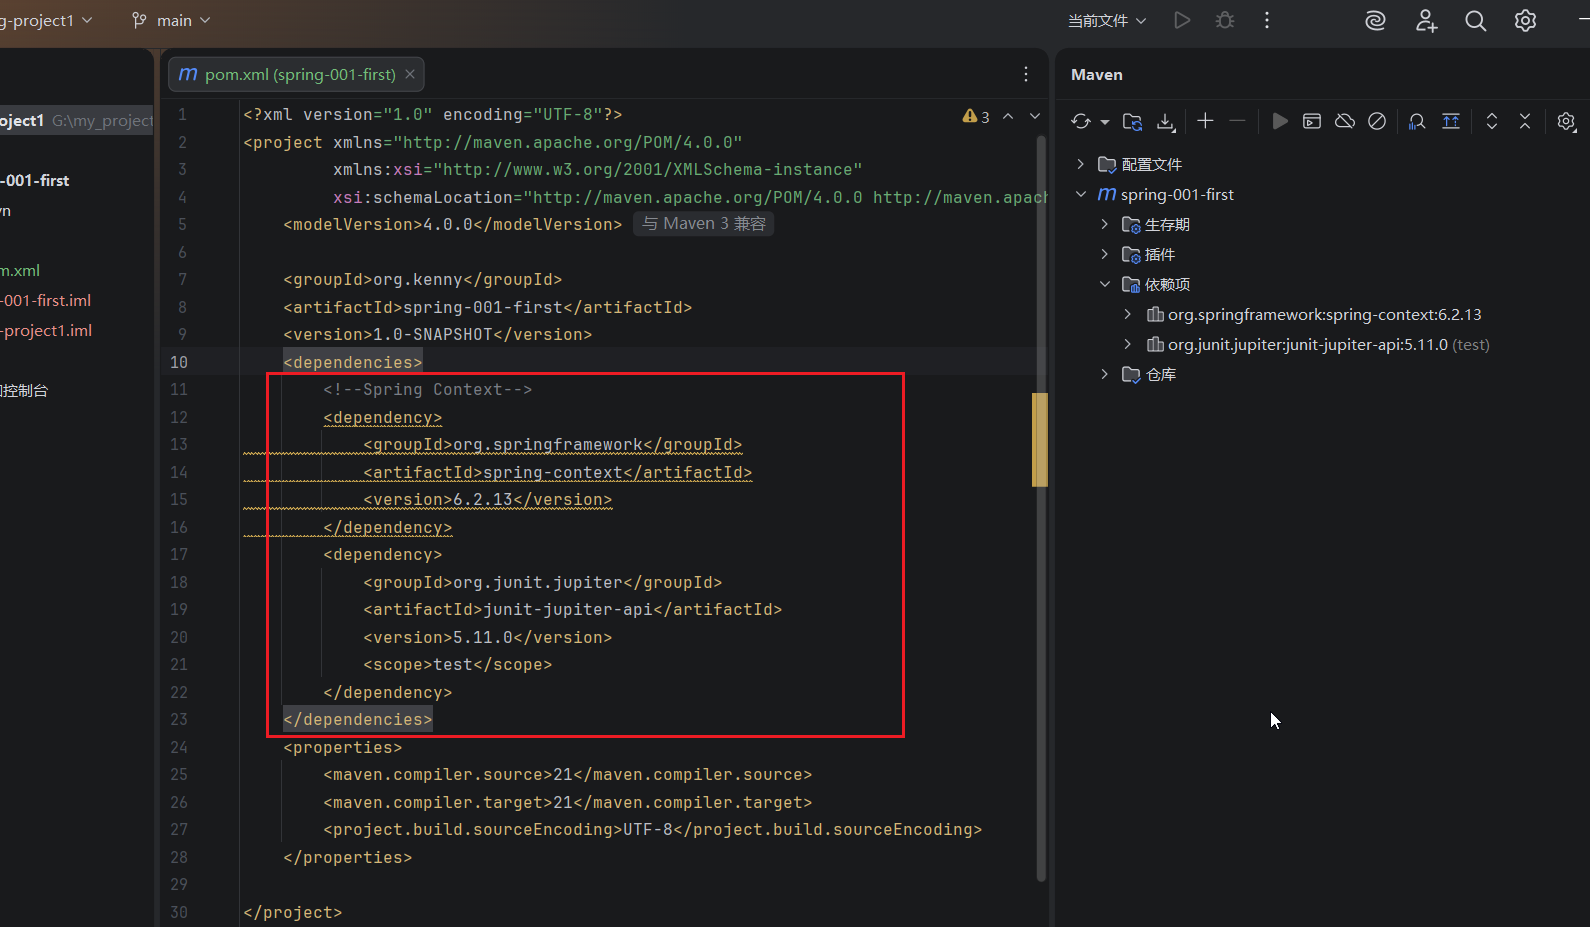 g-project1
main
当前文件
oject1 G:\my_project
-001-first
vn
m.xml
-001-first.iml
-project1.iml
控制台
pom.xml (spring-001-first)
3
1 <?xml version="1.0" encoding="UTF-8"?>
2 <project xmlns="http://maven.apache.org/POM/4.0.0"
3 xmlns:xsi="http://www.w3.org/2001/XMLSchema-instance"
4 xsi:schemaLocation="http://maven.apache.org/POM/4.0.0 http://maven.apach
5 <modelVersion>4.0.0</modelVersion> 与 Maven 3 兼容
6
7 <groupId>org.kenny</groupId>
8 <artifactId>spring-001-first</artifactId>
9 <version>1.0-SNAPSHOT</version>
10 <dependencies>
11 <!--Spring Context-->
12 <dependency>
13 <groupId>org.springframework</groupId>
14 <artifactId>spring-context</artifactId>
15 <version>6.2.13</version>
16 </dependency>
17 <dependency>
18 <groupId>org.junit.jupiter</groupId>
19 <artifactId>junit-jupiter-api</artifactId>
20 <version>5.11.0</version>
21 <scope>test</scope>
22 </dependency>
23 </dependencies>
24 <properties>
25 <maven.compiler.source>21</maven.compiler.source>
26 <maven.compiler.target>21</maven.compiler.target>
27 <project.build.sourceEncoding>UTF-8</project.build.sourceEncoding>
28 </properties>
29
30 </project>
Maven
配置文件
spring-001-first
生存期
插件
依赖项
org.springframework:spring-context:6.2.13
org.junit.jupiter:junit-jupiter-api:5.11.0 (test)
仓库